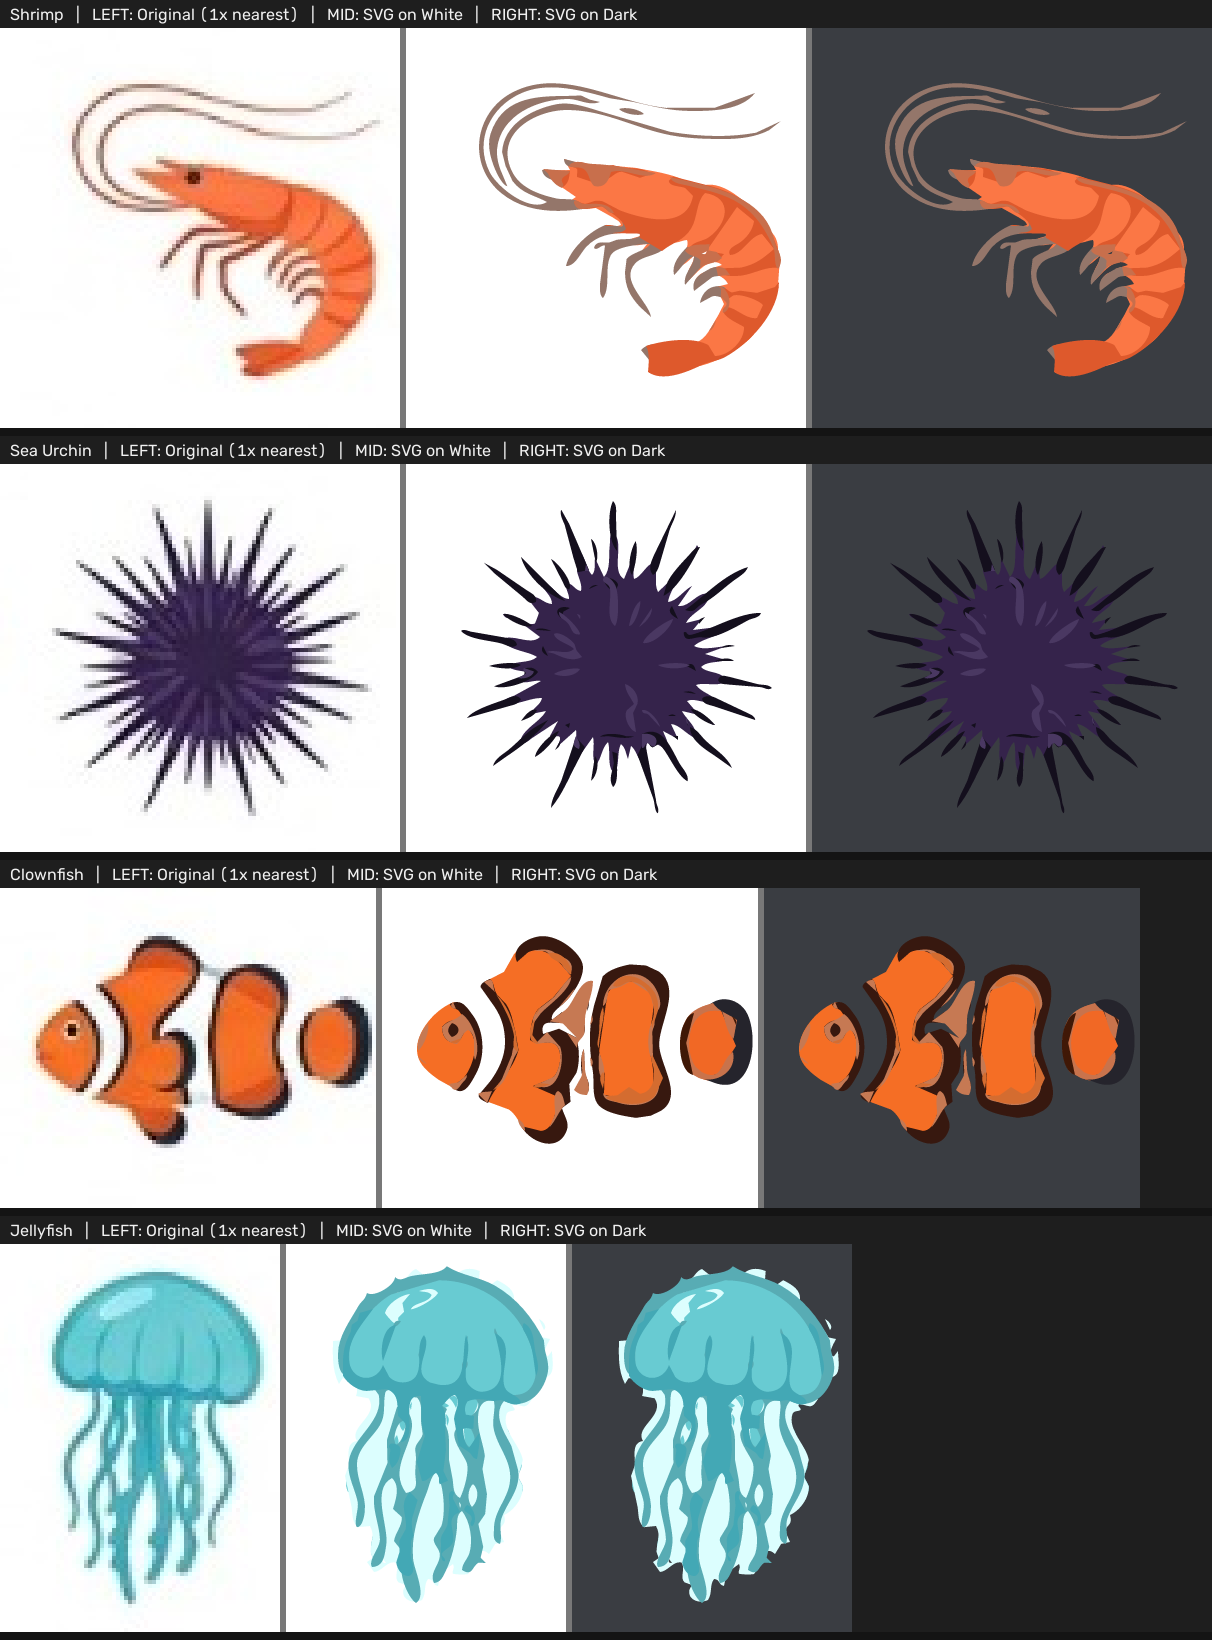 Shrimp | LEFT: Original (1x nearest) | MID: SVG on White | RIGHT: SVG on Dark
Sea Urchin | LEFT: Original (1x nearest) | MID: SVG on White | RIGHT: SVG on Dark
Clownfish | LEFT: Original (1x nearest) | MID: SVG on White | RIGHT: SVG on Dark
Jellyfish | LEFT: Original (1x nearest) | MID: SVG on White | RIGHT: SVG on Dark